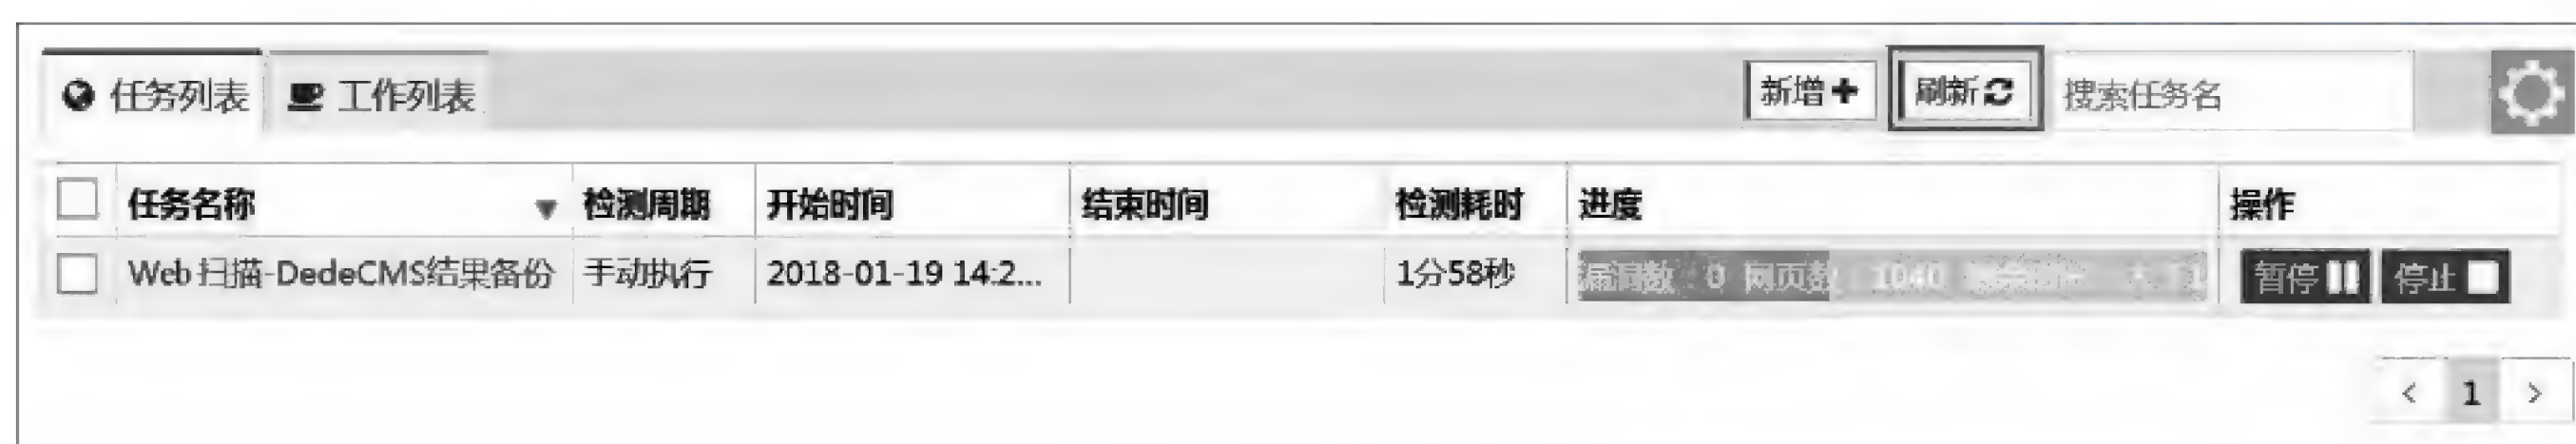 任务列表 工作列表 新增 刷新 搜索任务名
任务名称 检测周期 开始时间 结束时间 检测耗时 进度 操作
Web 扫描-DedeCMS结果备份 手动执行 2018-01-19 14:2... 1分58秒 漏洞数：0 网页数：1040 暂停 停止
< 1 >